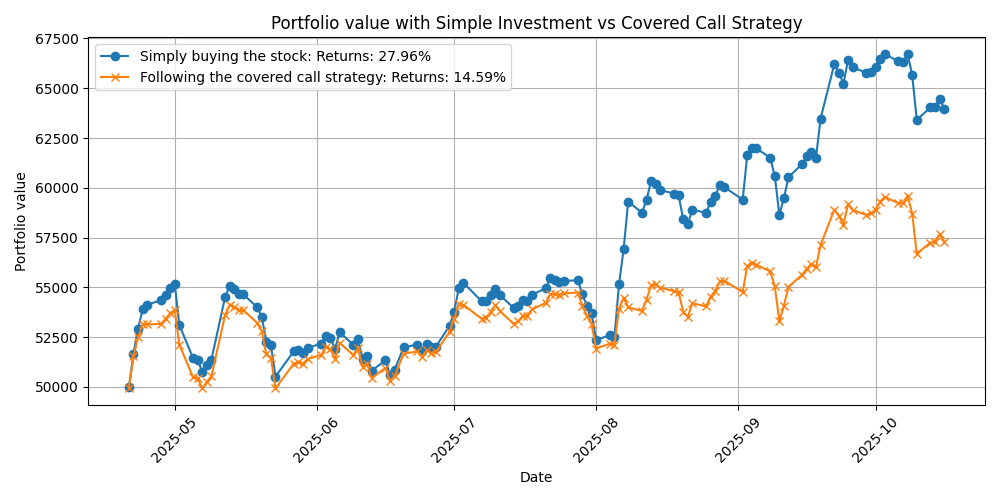 Portfolio value with Simple Investment vs Covered Call Strategy
Simply buying the stock: Returns: 27.96%
Following the covered call strategy: Returns: 14.59%
Portfolio value
67500
65000
62500
60000
57500
55000
52500
50000
2025-05
2025-06
2025-07
2025-08
2025-09
2025-10
Date